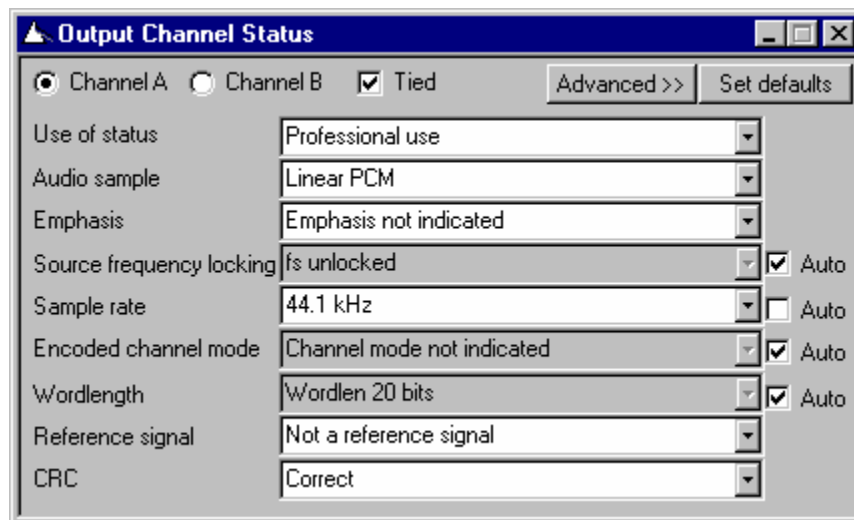 Output Channel Status
Channel A Channel B Tied Advanced >> Set defaults
Use of status Professional use
Audio sample Linear PCM
Emphasis Emphasis not indicated
Source frequency locking fs unlocked Auto
Sample rate 44.1 kHz Auto
Encoded channel mode Channel mode not indicated Auto
Wordlength Wordlen 20 bits Auto
Reference signal Not a reference signal
CRC Correct